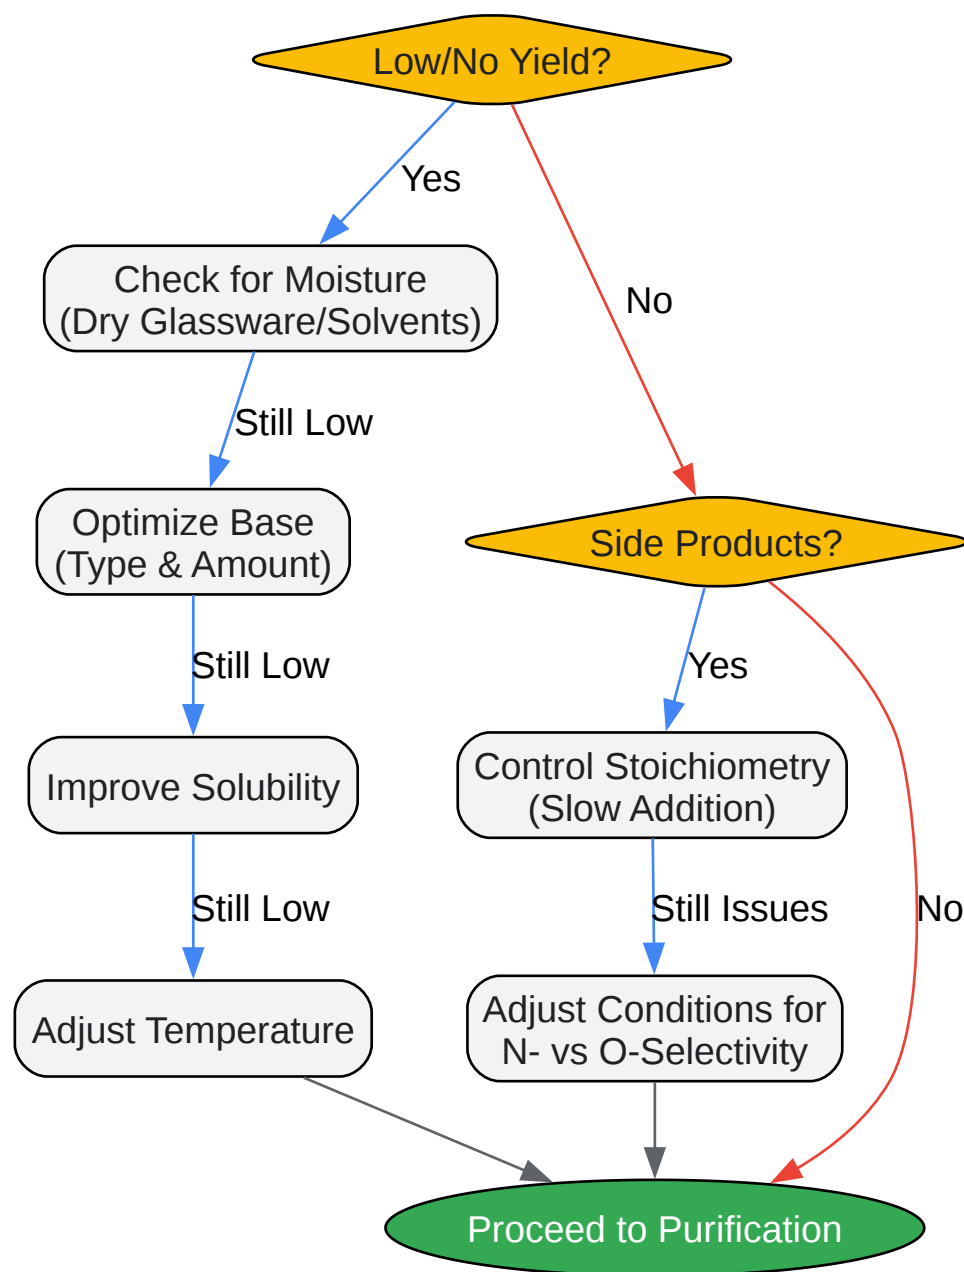 Low/No Yield?
Yes
No
Check for Moisture
(Dry Glassware/Solvents)
Still Low
Optimize Base
(Type & Amount)
Side Products?
Still Low
Yes
Improve Solubility
Control Stoichiometry
(Slow Addition)
Still Low
Still Issues
No
Adjust Temperature
Adjust Conditions for
N- vs O-Selectivity
Proceed to Purification